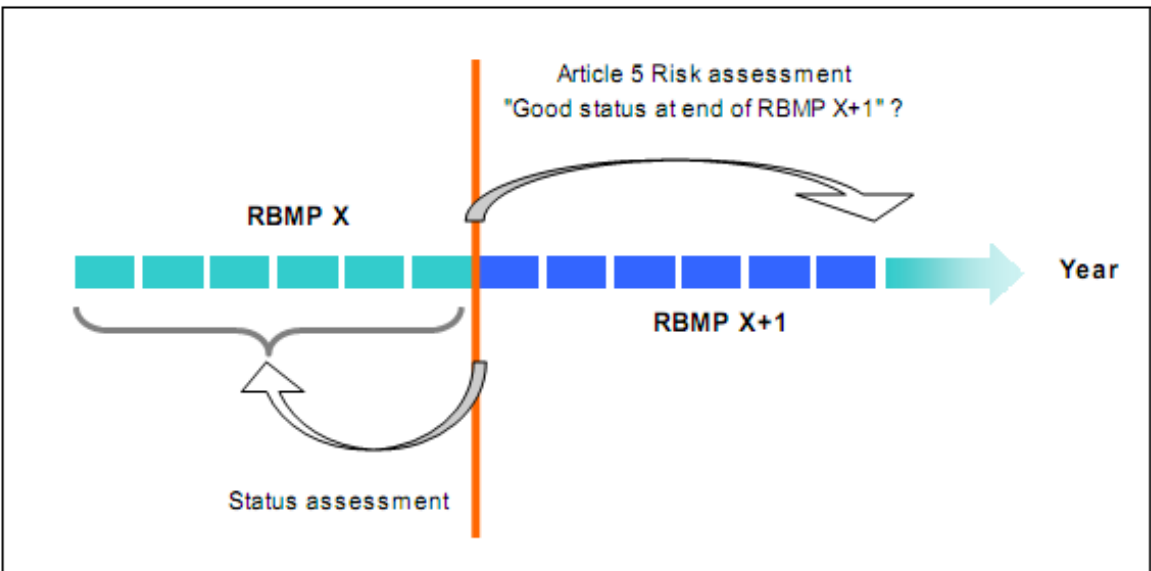 Article 5 Risk assessment
"Good status at end of RBMP X+1" ?
RBMP X
Year
RBMP X+1
Status assessment